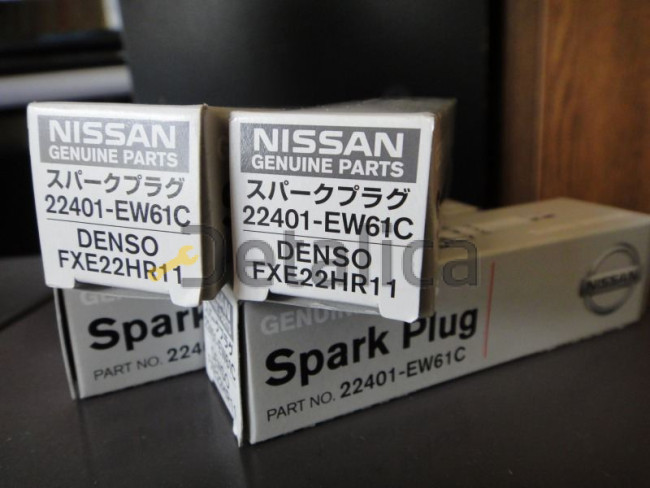 NISSAN
GENUINE PARTS
スパークプラグ
22401-EW61C
DENSO
FXE22HR11
NISSAN
GENUINE PARTS
スパークプラグ
22401-EW61C
DENSO
FXE22HR11
Detalica
Spark
PART NO. 224
GENUINE
Spark Plug
PART NO. 22401-EW61C
NISSAN